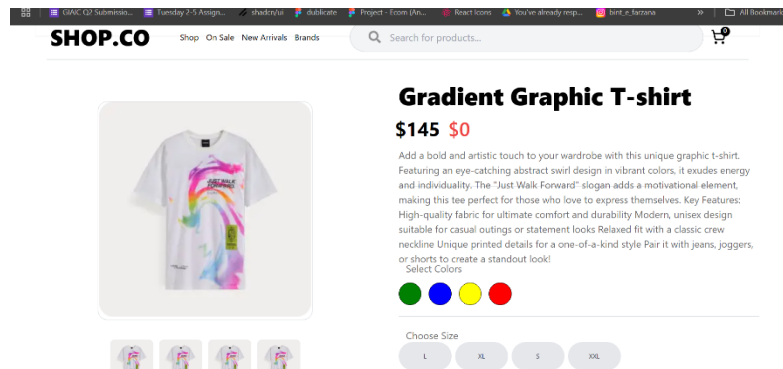 GIAIC Q2 Submissio...
Tuesday 2-5 Assign...
shadcn/ui
dublicate
Project - Ecom (An...
React Icons
You've already resp...
bint_e_farzana
»
All Bookmark
SHOP.CO
Shop On Sale New Arrivals Brands
Search for products...
0
Gradient Graphic T-shirt
$145 $0
Add a bold and artistic touch to your wardrobe with this unique graphic t-shirt.
Featuring an eye-catching abstract swirl design in vibrant colors, it exudes energy
and individuality. The "Just Walk Forward" slogan adds a motivational element,
making this tee perfect for those who love to express themselves. Key Features:
High-quality fabric for ultimate comfort and durability Modern, unisex design
suitable for casual outings or statement looks Relaxed fit with a classic crew
neckline Unique printed details for a one-of-a-kind style Pair it with jeans, joggers,
or shorts to create a standout look!
Select Colors
JUST WALK
Choose Size
L XL S XXL